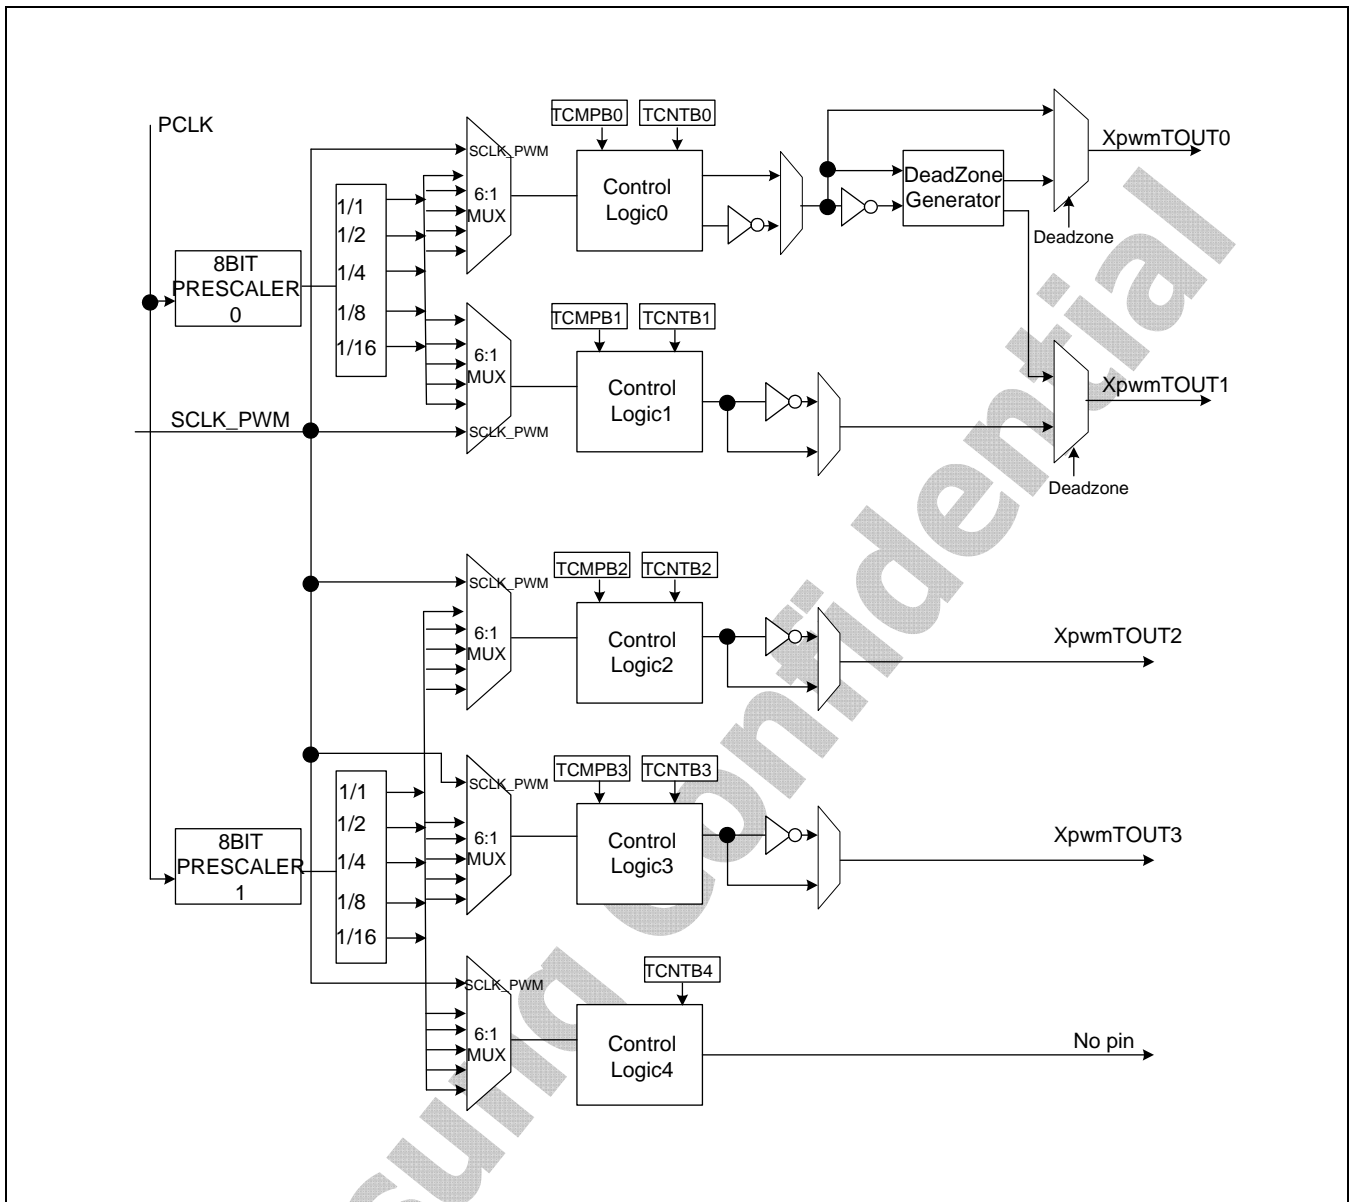 PCLK
TCMPB0
TCNTB0
XpwmTOUT0
SCLK_PWM
6:1
MUX
Control
Logic0
DeadZone
Generator
Deadzone
1/1
1/2
1/4
1/8
1/16
8BIT
PRESCALER
0
TCMPB1
TCNTB1
6:1
MUX
SCLK_PWM
Control
Logic1
XpwmTOUT1
Deadzone
SCLK_PWM
TCMPB2
TCNTB2
SCLK_PWM
6:1
MUX
Control
Logic2
XpwmTOUT2
TCMPB3
TCNTB3
SCLK_PWM
6:1
MUX
Control
Logic3
XpwmTOUT3
1/1
1/2
1/4
1/8
1/16
8BIT
PRESCALER
1
TCNTB4
SCLK_PWM
6:1
MUX
Control
Logic4
No pin
sung Confidential